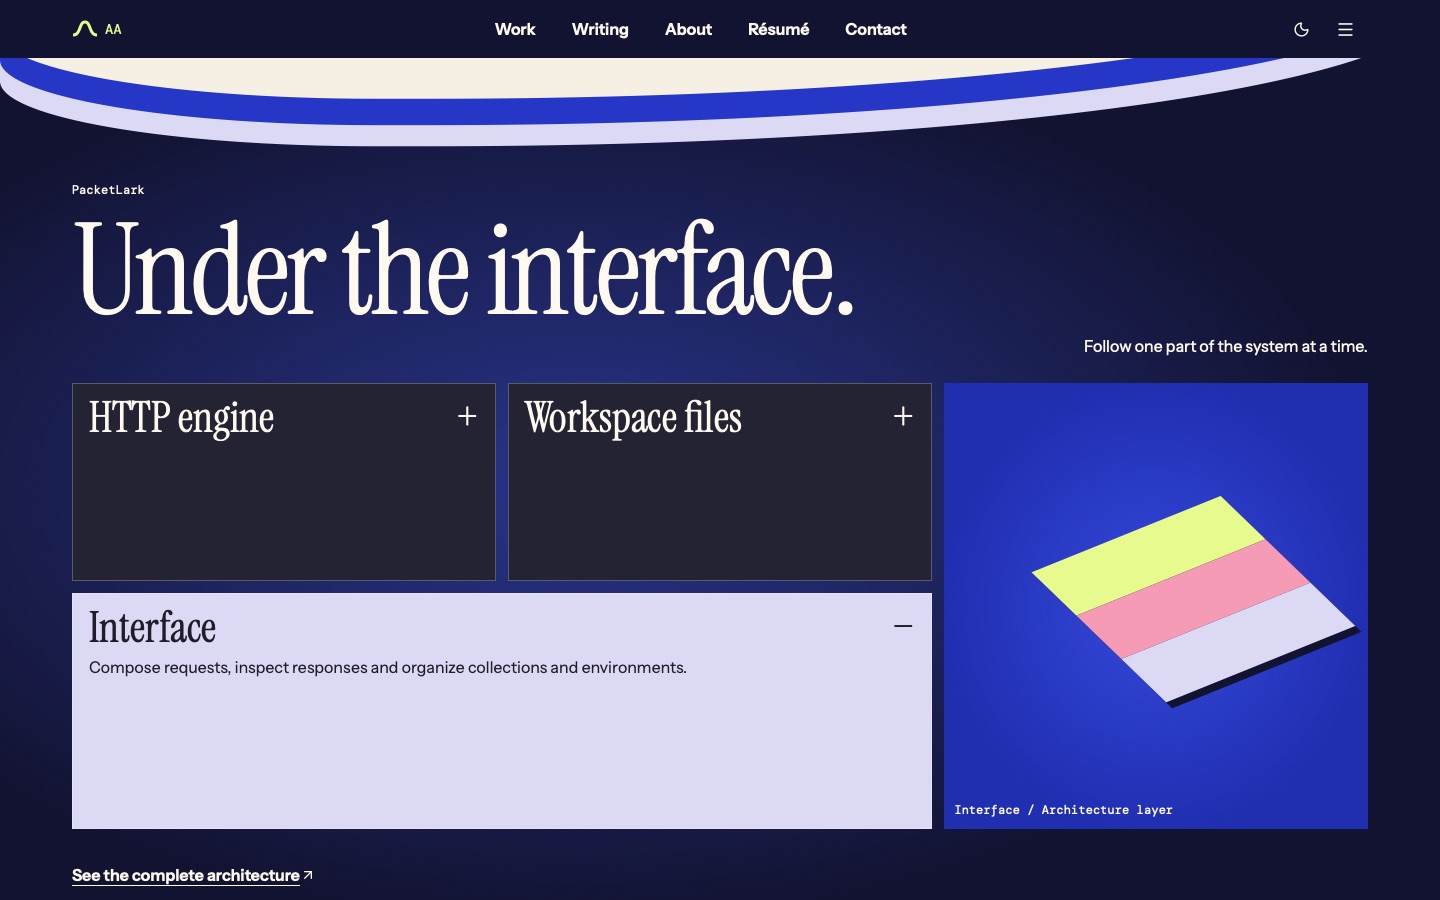 AA
Work
Writing
About
Résumé
Contact
PacketLark
Under the interface.
Follow one part of the system at a time.
HTTP engine
Workspace files
Interface
Compose requests, inspect responses and organize collections and environments.
Interface / Architecture layer
See the complete architecture